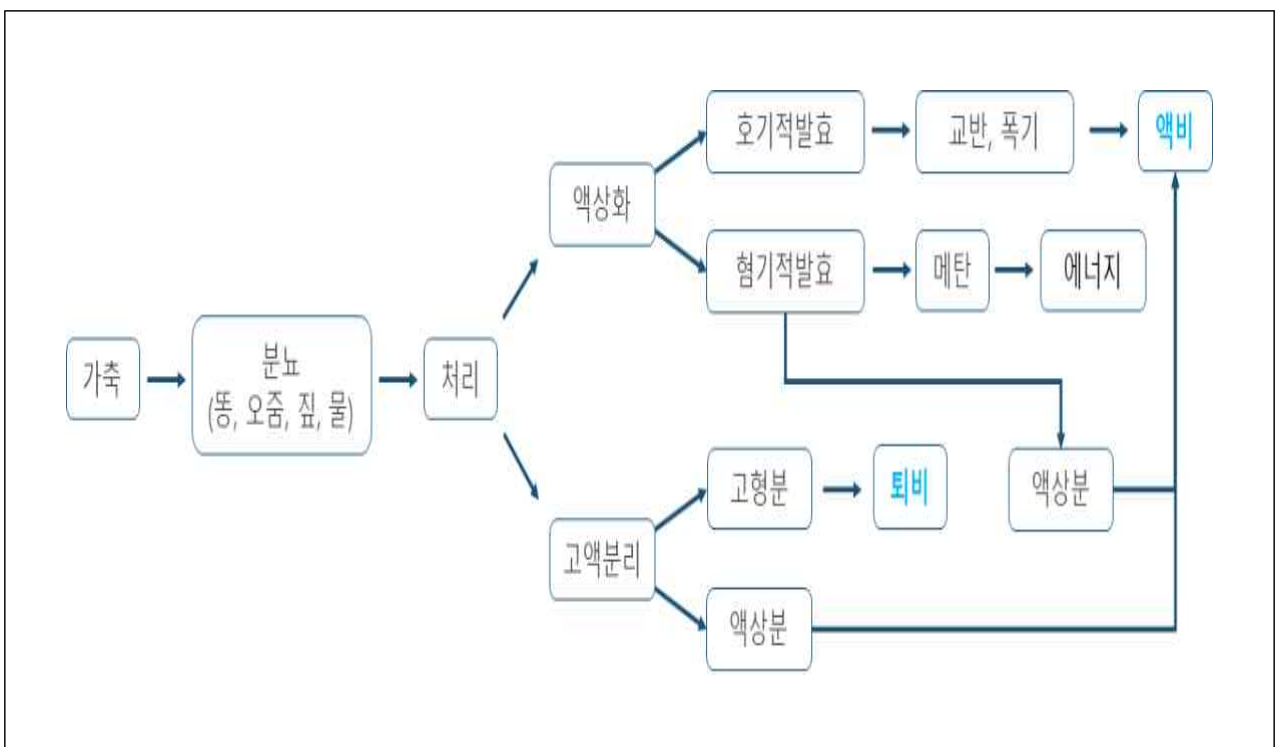 가축
분뇨
(똥, 오줌, 짚, 물)
처리
액상화
호기적발효
교반, 폭기
액비
혐기적발효
메탄
에너지
액상분
고액분리
고형분
퇴비
액상분